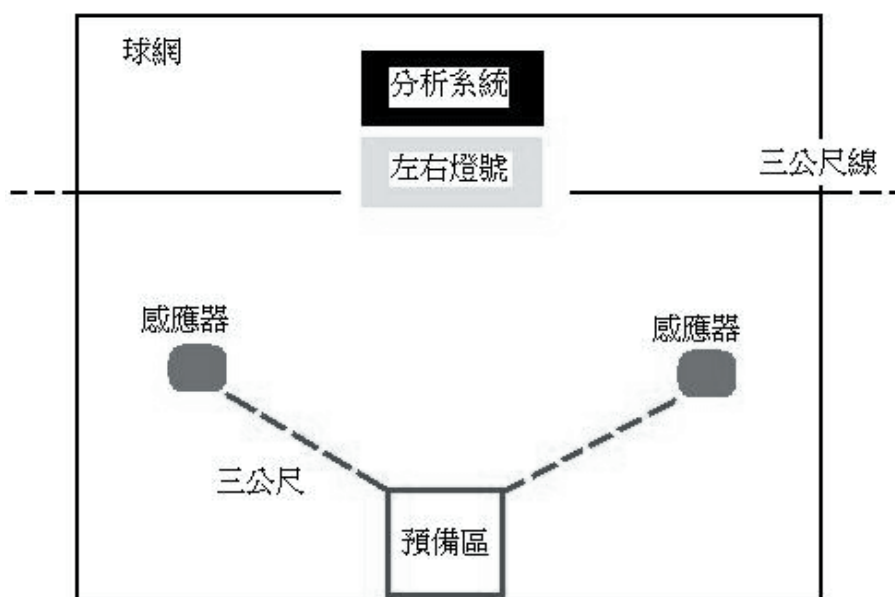 球網
分析系統
左右燈號
三公尺線
感應器
感應器
三公尺
預備區